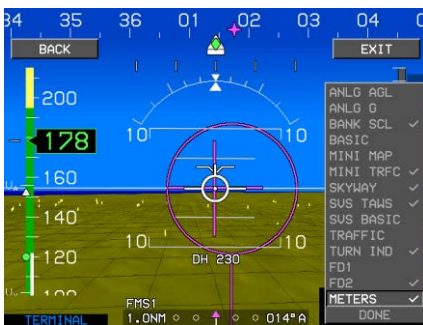 34 35 36 01 02 03 04
BACK
EXIT
200
178
160
140
120
100
10 10
10 10
DH 230
ANLG AGL
ANLG G
BANK SCL ✓
BASIC
MINI MAP
MINI TRFC ✓
SKYWAY ✓
SVS TAWS ✓
SVS BASIC
TRAFFIC
TURN IND ✓
FD1
FD2 ✓
METERS ✓
DONE
FMS1
TERMINAL
1.0NM 014°A